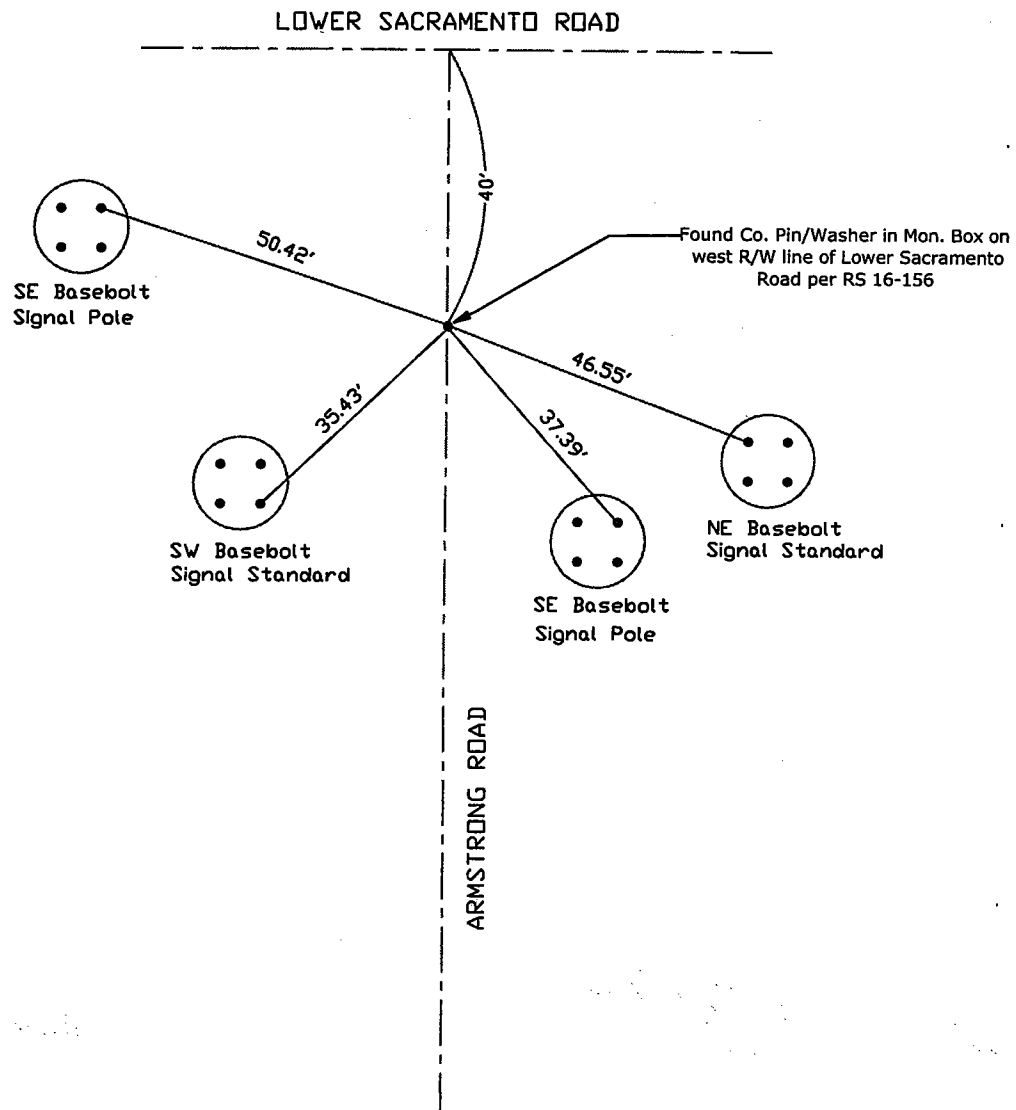 LOWER SACRAMENTO ROAD
40'
50.42'
Found Co. Pin/Washer in Mon. Box on
west R/W line of Lower Sacramento
Road per RS 16-156
SE Basebolt
Signal Pole
35.43'
46.55'
37.39'
SW Basebolt
Signal Standard
NE Basebolt
Signal Standard
SE Basebolt
Signal Pole
ARMSTRONG ROAD